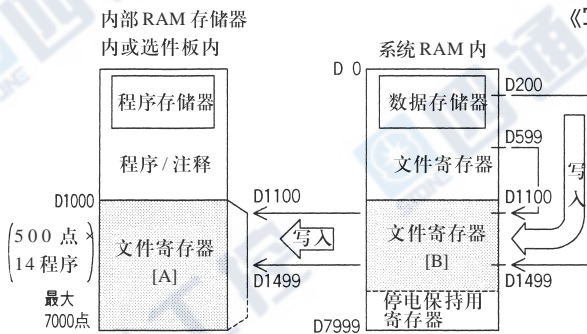 内部RAM存储器
内或选件板内
程序存储器
程序/注释
D1000
(500点×
14程序)
最大
7000点
文件寄存器
[A]
D1100
写入
D1499
系统RAM内
D 0
数据存储器
文件寄存器
文件寄存器
[B]
停电保持用
寄存器
D7999
D200
D599
D1100
D1499
写入
《